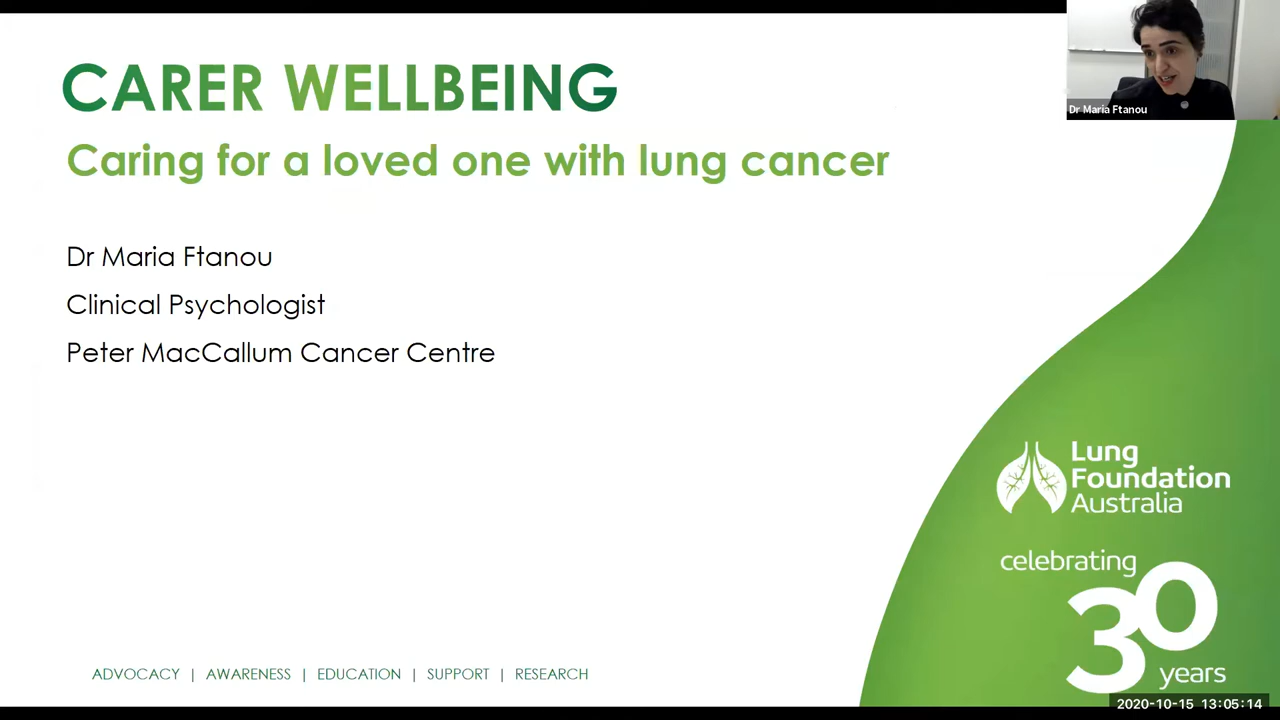 CARER WELLBEING
Caring for a loved one with lung cancer
Dr Maria Ftanou
Dr Maria Ftanou
Clinical Psychologist
Peter MacCallum Cancer Centre
Lung
Foundation
Australia
celebrating
30
years
ADVOCACY | AWARENESS | EDUCATION | SUPPORT | RESEARCH
2020-10-15 13:05:14